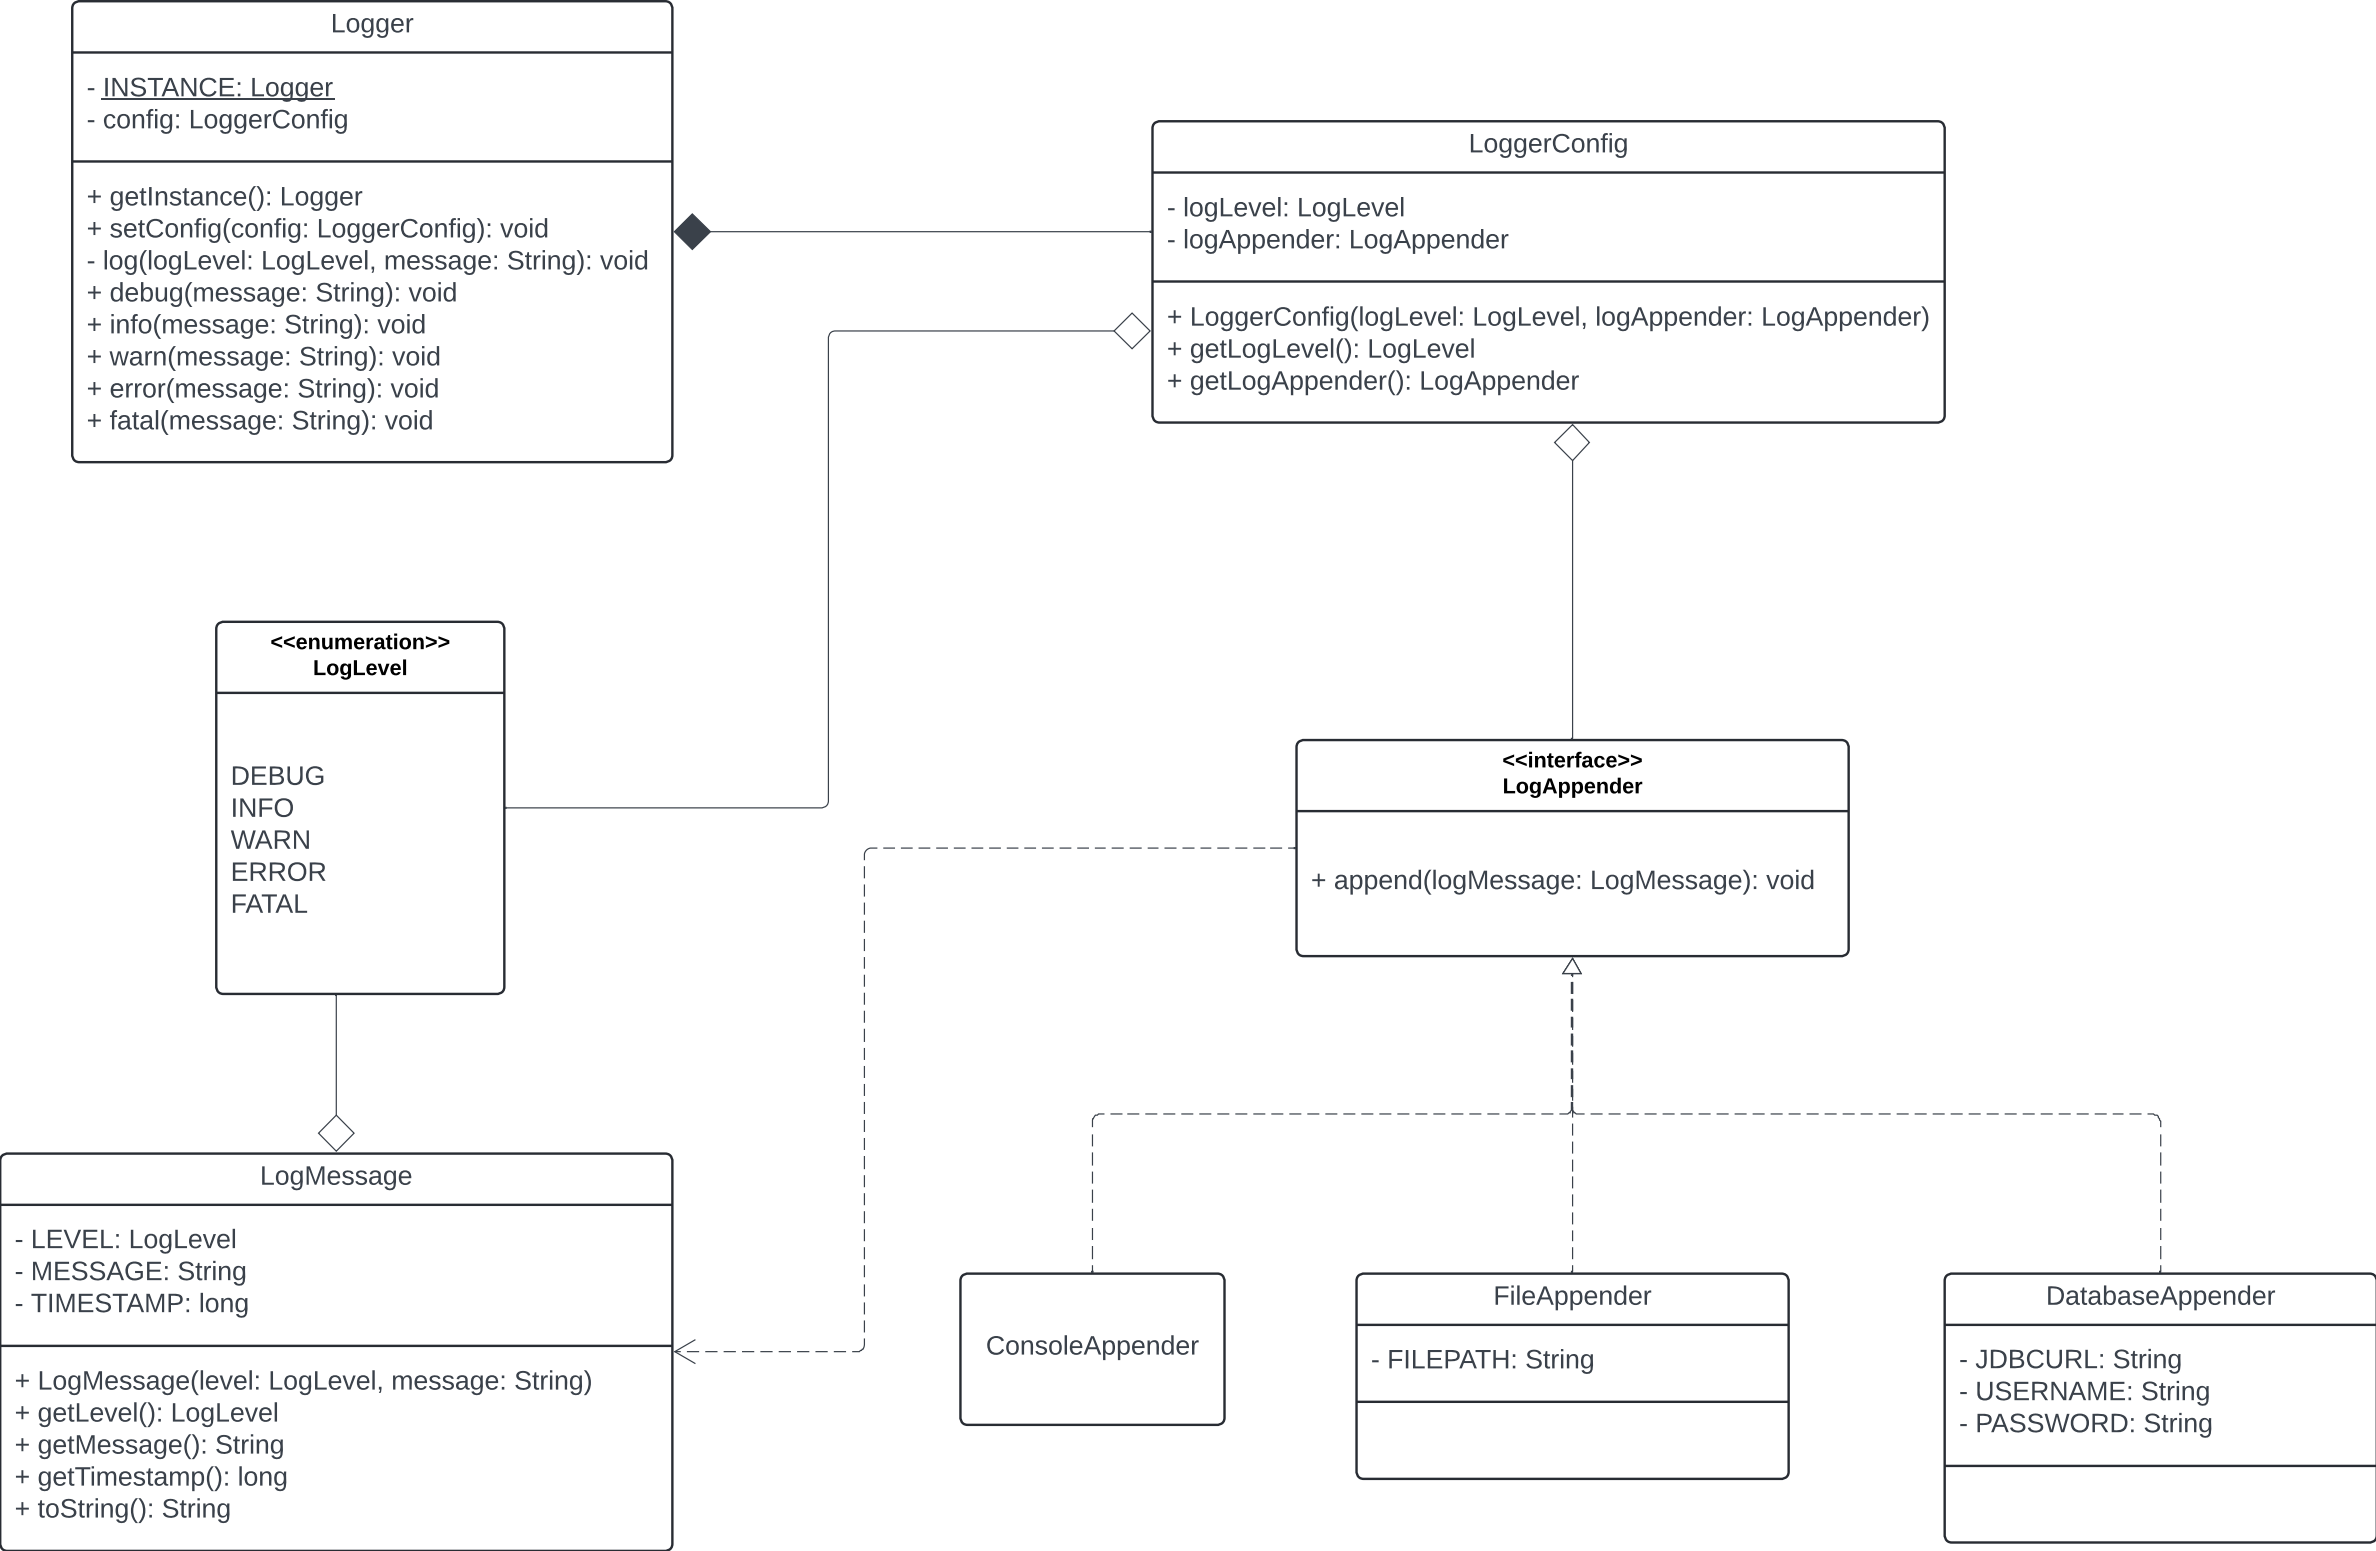 Logger
- INSTANCE: Logger
- config: LoggerConfig
+ getInstance(): Logger
+ setConfig(config: LoggerConfig): void
- log(logLevel: LogLevel, message: String): void
+ debug(message: String): void
+ info(message: String): void
+ warn(message: String): void
+ error(message: String): void
+ fatal(message: String): void
LoggerConfig
- logLevel: LogLevel
- logAppender: LogAppender
+ LoggerConfig(logLevel: LogLevel, logAppender: LogAppender)
+ getLogLevel(): LogLevel
+ getLogAppender(): LogAppender
<<enumeration>>
LogLevel
DEBUG
INFO
WARN
ERROR
FATAL
<<interface>>
LogAppender
+ append(logMessage: LogMessage): void
LogMessage
- LEVEL: LogLevel
- MESSAGE: String
- TIMESTAMP: long
+ LogMessage(level: LogLevel, message: String)
+ getLevel(): LogLevel
+ getMessage(): String
+ getTimestamp(): long
+ toString(): String
ConsoleAppender
FileAppender
- FILEPATH: String
DatabaseAppender
- JDBCURL: String
- USERNAME: String
- PASSWORD: String